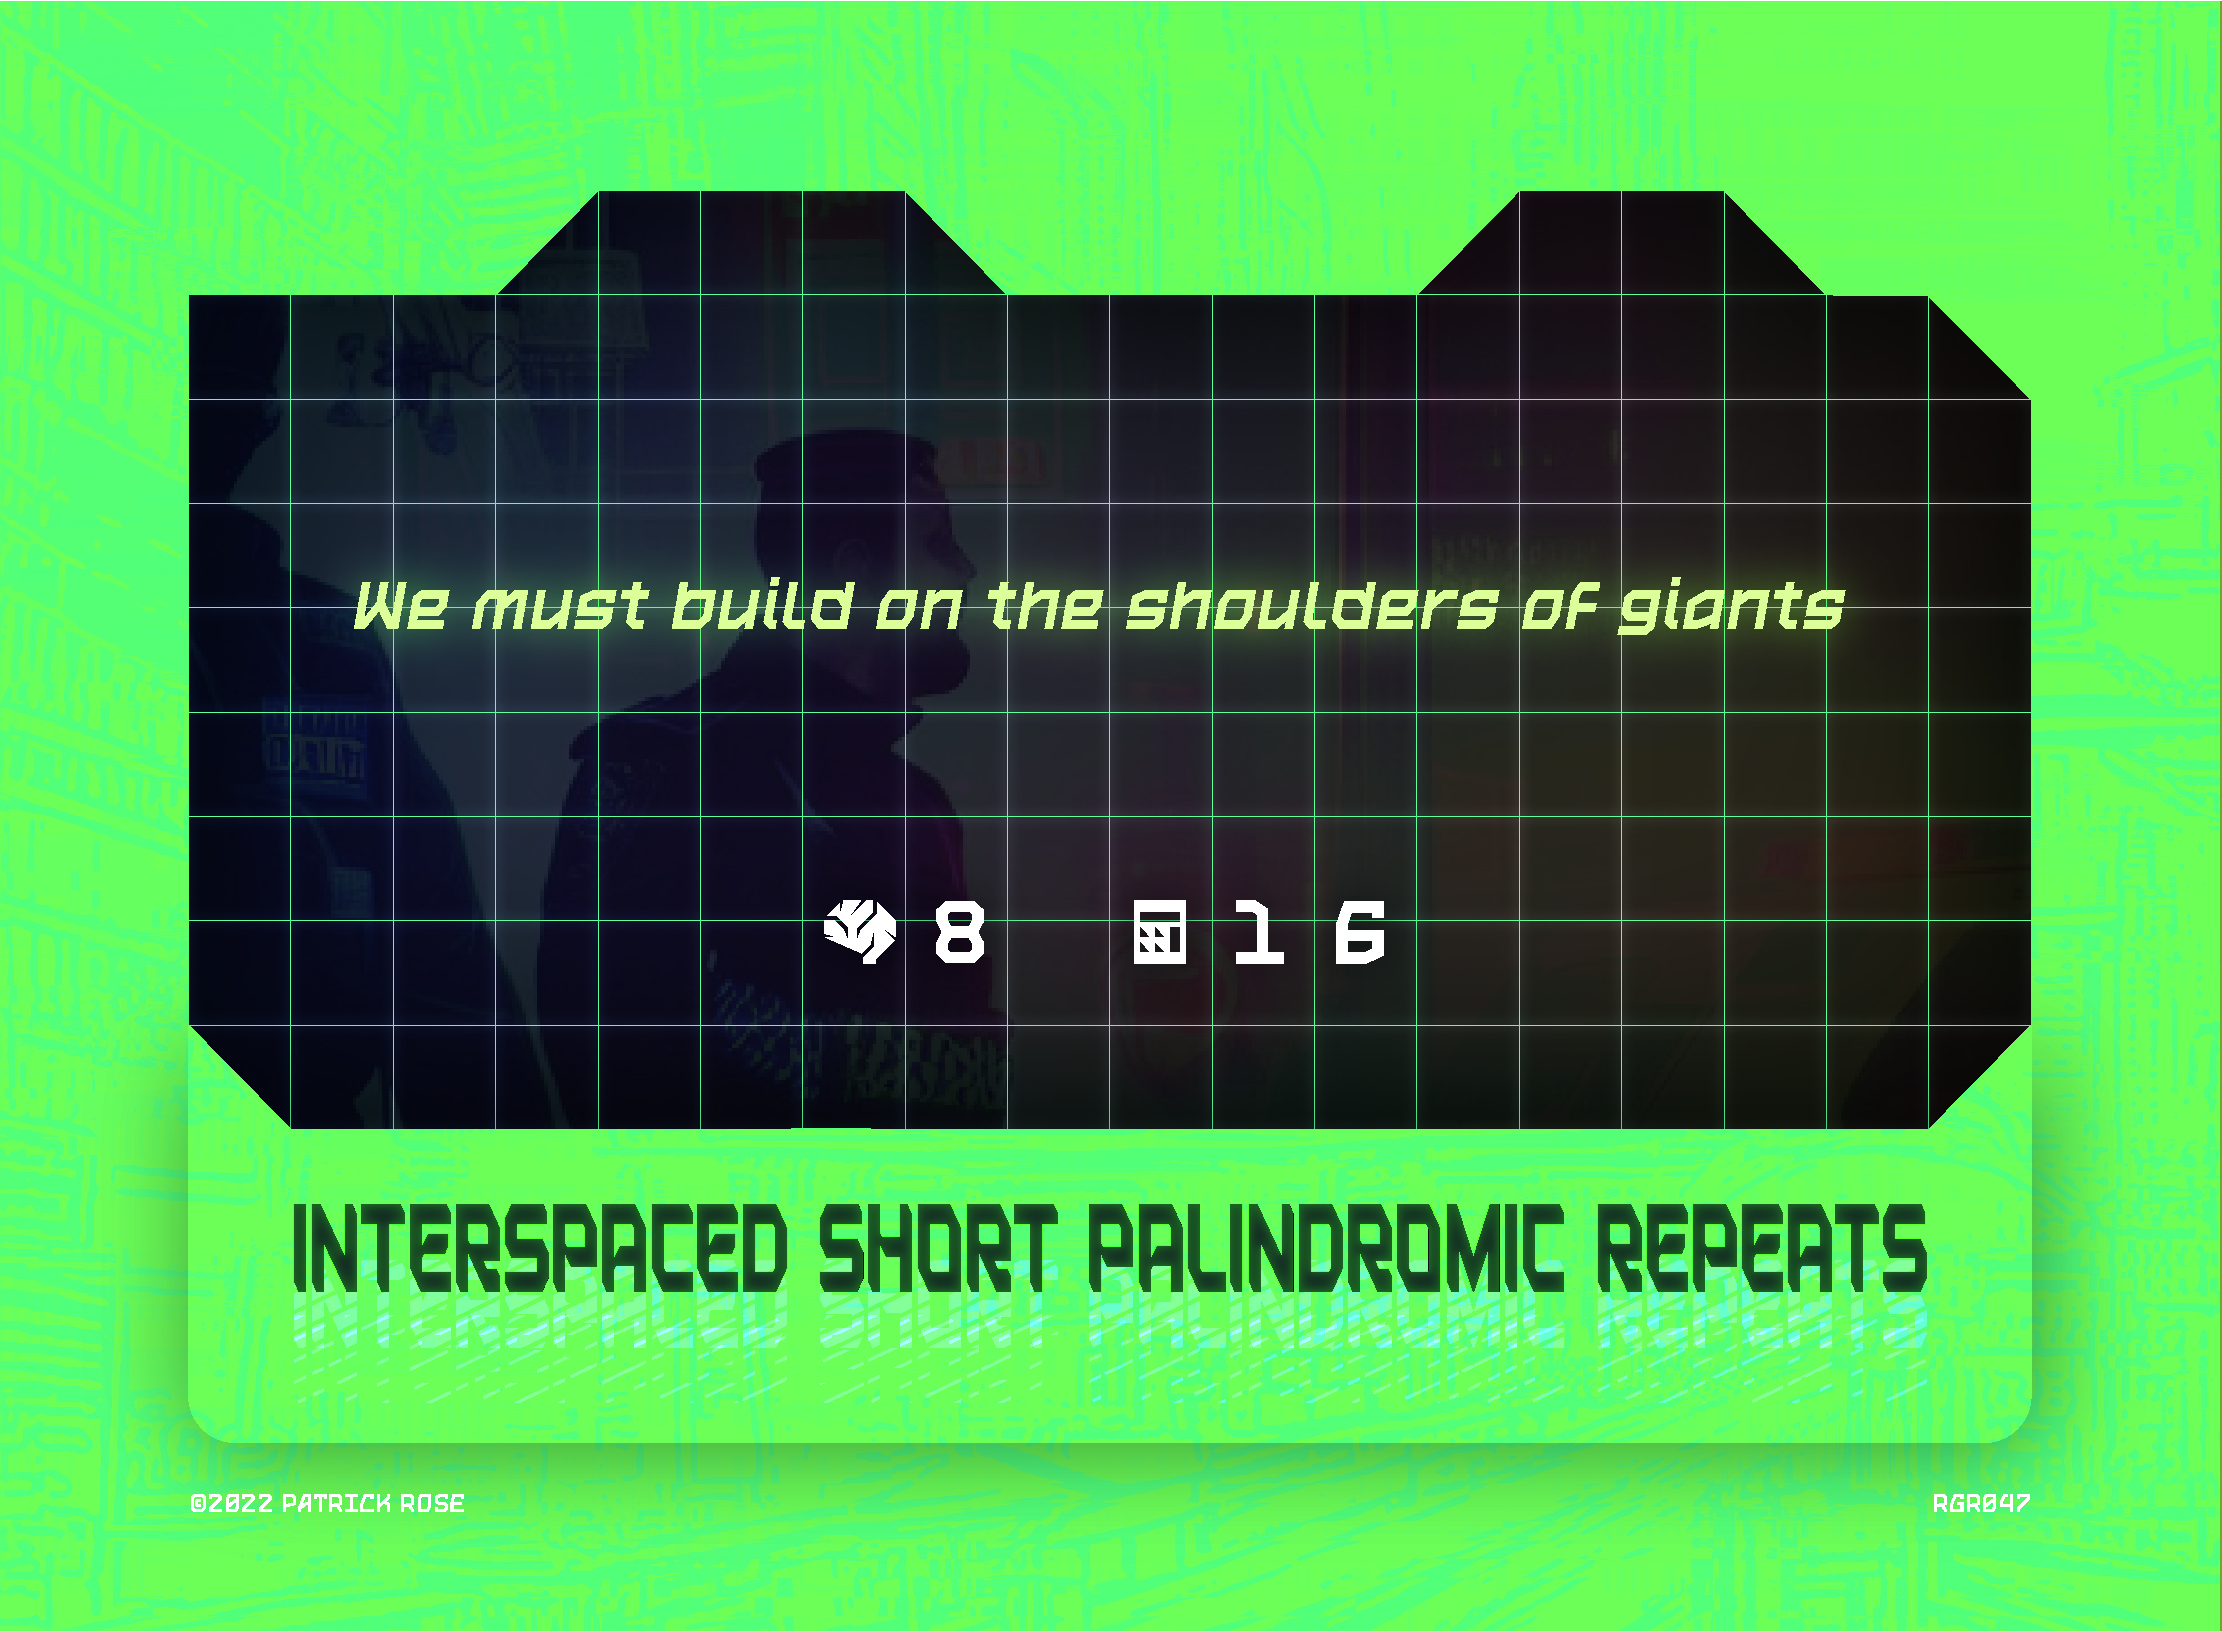 We must build on the shoulders of giants
8 16
INTERSPACED SHORT PALINDROMIC REPEATS
©2022 PATRICK ROSE
RGR047